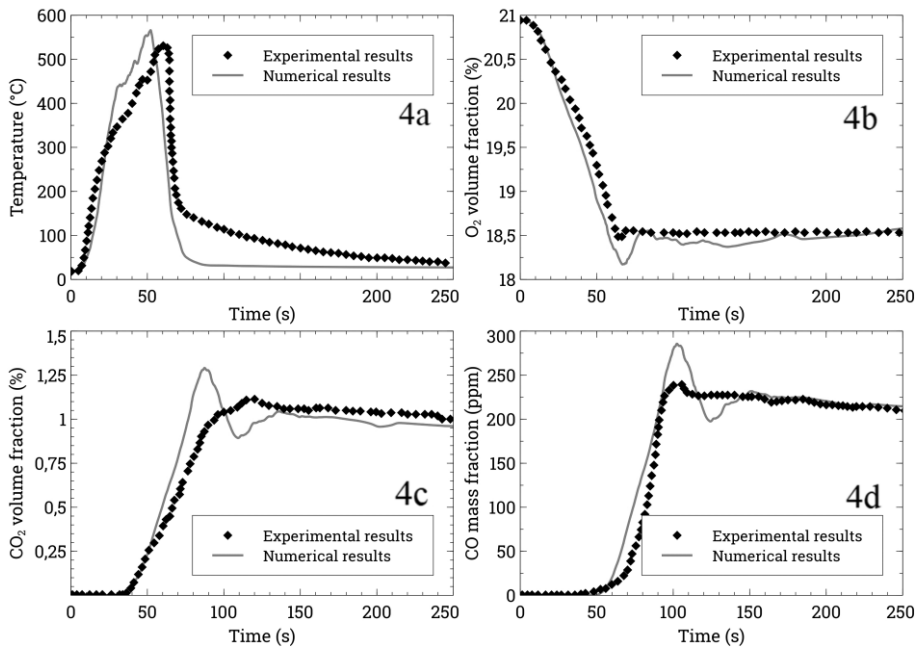 600
500
400
300
200
100
0
Temperature (°C)
Experimental results
Numerical results
4a
0 50 100 200 250
Time (s)
21
20,5
20
19,5
19
18,5
18
O₂ volume fraction (%)
Experimental results
Numerical results
4b
0 50 100 200 250
Time (s)
1,5
1,25
1
0,75
0,5
0,25
CO₂ volume fraction (%)
4c
Experimental results
Numerical results
0 50 100 150 200 250
Time (s)
300
250
200
150
100
50
0
CO mass fraction (ppm)
4d
Experimental results
Numerical results
0 50 100 150 200 250
Time (s)